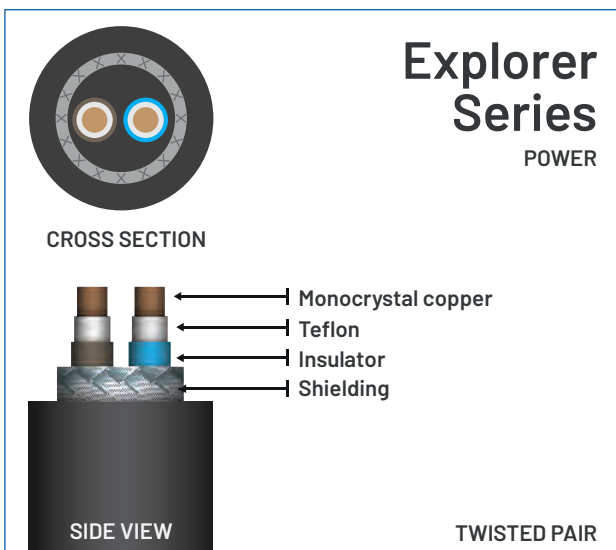 Explorer
Series
POWER
CROSS SECTION
Monocrystal copper
Teflon
Insulator
Shielding
SIDE VIEW
TWISTED PAIR